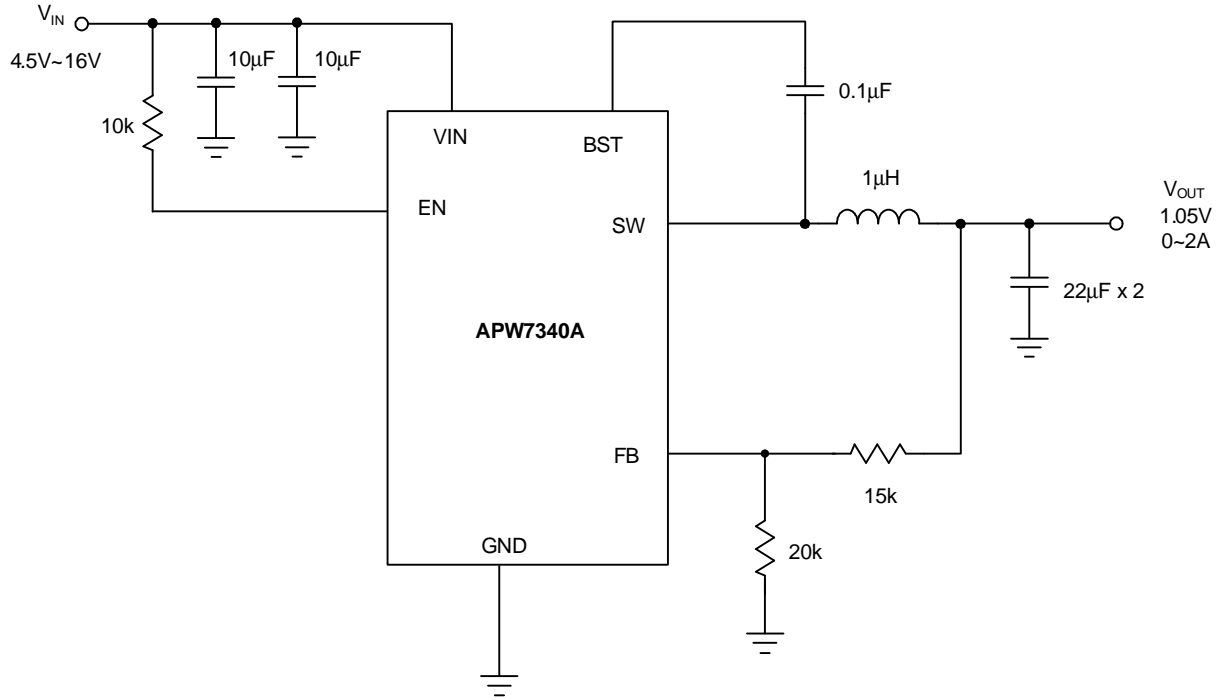 VIN
4.5V~16V
10μF
10μF
0.1μF
10k
VIN
BST
1μH
EN
SW
VOUT
1.05V
0~2A
22μF x 2
APW7340A
FB
15k
GND
20k